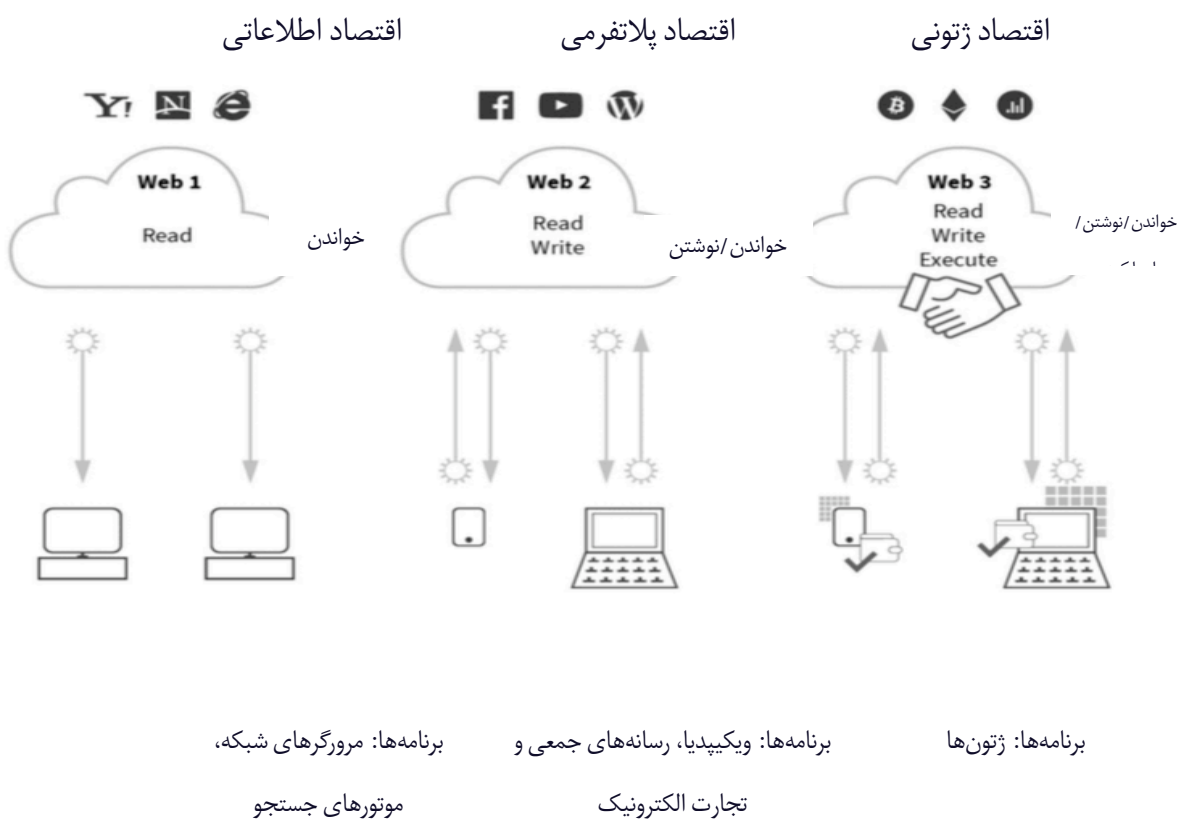 اقتصاد ژتونی
اقتصاد پلاتفرمی
اقتصاد اطلاعاتی
Web 1
Read
خواندن
Web 2
Read
Write
خواندن/نوشتن
Web 3
Read
Write
Execute
خواندن/نوشتن/
برنامه‌ها: ژتون‌ها
برنامه‌ها: ویکیپدیا، رسانه‌های جمعی و
تجارت الکترونیک
برنامه‌ها: مرورگرهای شبکه،
موتورهای جستجو